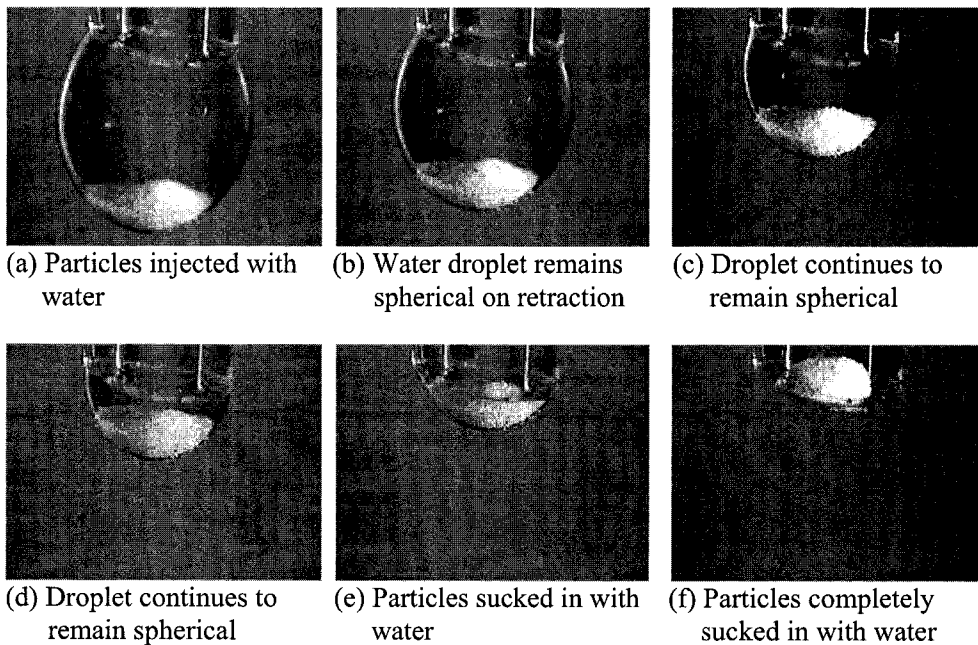 (a) Particles injected with
water
(b) Water droplet remains
spherical on retraction
(c) Droplet continues to
remain spherical
(d) Droplet continues to
remain spherical
(e) Particles sucked in with
water
(f) Particles completely
sucked in with water